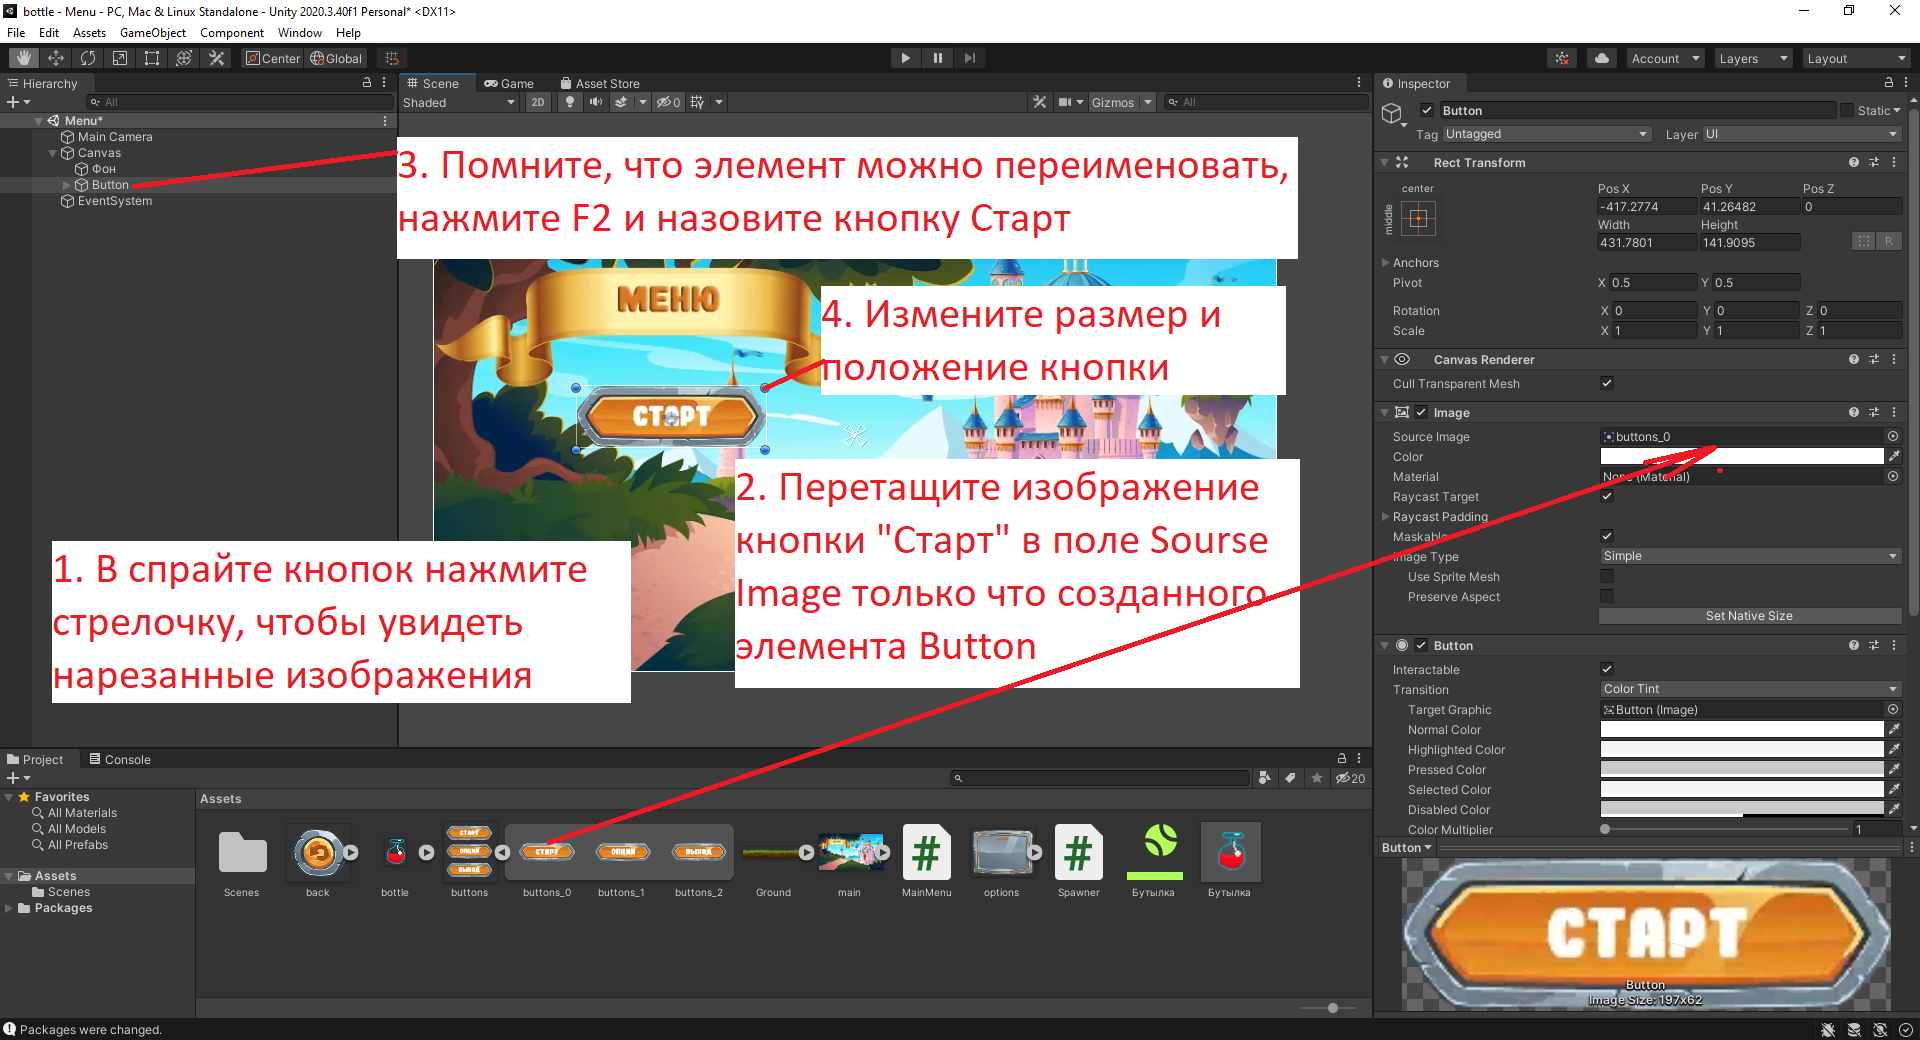 bottle - Menu - PC, Mac & Linux Standalone - Unity 2020.3.40f1 Personal* <DX11>
File Edit Assets GameObject Component Window Help
Center Global Account Layers Layout
Hierarchy
All
Menu*
Main Camera
Canvas
Фон
Button
EventSystem
Scene Game Asset Store
Shaded 2D 0 Gizmos All
3. Помните, что элемент можно переименовать,
нажмите F2 и назовите кнопку Старт
МЕНЮ
4. Измените размер и
положение кнопки
СТАРТ
2. Перетащите изображение
кнопки "Старт" в поле Sourse
Image только что созданного
элемента Button
1. В спрайте кнопок нажмите
стрелочку, чтобы увидеть
нарезанные изображения
Inspector
Button Static
Tag Untagged Layer UI
Rect Transform
center
middle
Pos X Pos Y Pos Z
-417.2774 41.26482 0
Width Height
431.7801 141.9095
R
Anchors
Pivot X 0.5 Y 0.5
Rotation X 0 Y 0 Z 0
Scale X 1 Y 1 Z 1
Canvas Renderer
Cull Transparent Mesh
Image
Source Image buttons_0
Color
Material None (Material)
Raycast Target
Raycast Padding
Maskable
Image Type Simple
Use Sprite Mesh
Preserve Aspect
Set Native Size
Button
Interactable
Transition Color Tint
Target Graphic Button (Image)
Normal Color
Highlighted Color
Pressed Color
Selected Color
Disabled Color
Color Multiplier 1
Button
СТАРТ
Button
Image Size: 197x62
Project Console
20
Favorites
All Materials
All Models
All Prefabs
Assets
Scenes
Packages
Assets
СТАРТ
ОПЦИИ
ВЫХОД
СТАРТ ОПЦИИ ВЫХОД
Scenes back bottle buttons buttons_0 buttons_1 buttons_2 Ground main MainMenu options Spawner Бутылка Бутылка
Packages were changed.